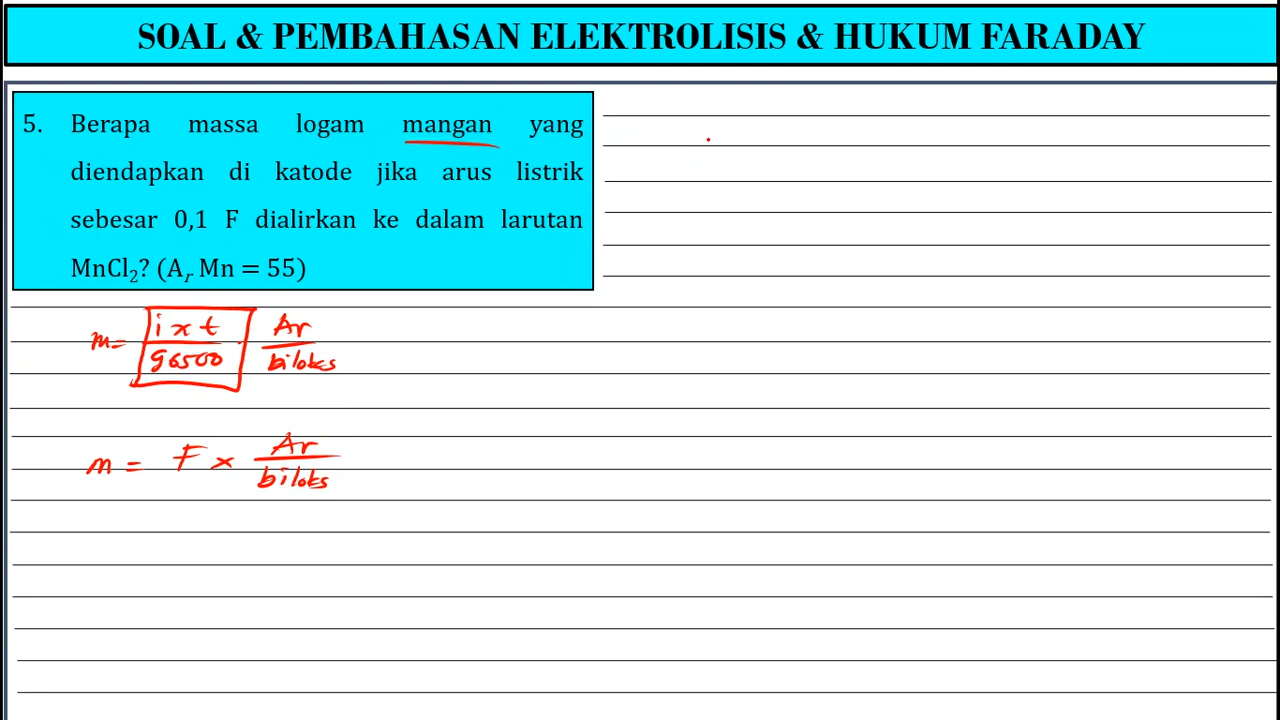 SOAL & PEMBAHASAN ELEKTROLISIS & HUKUM FARADAY
5. Berapa massa logam mangan yang
diendapkan di katode jika arus listrik
sebesar 0,1 F dialirkan ke dalam larutan
MnCl₂? (Aᵣ Mn = 55)
m = i x t / 96500 . Ar / biloks
m = F x Ar / biloks